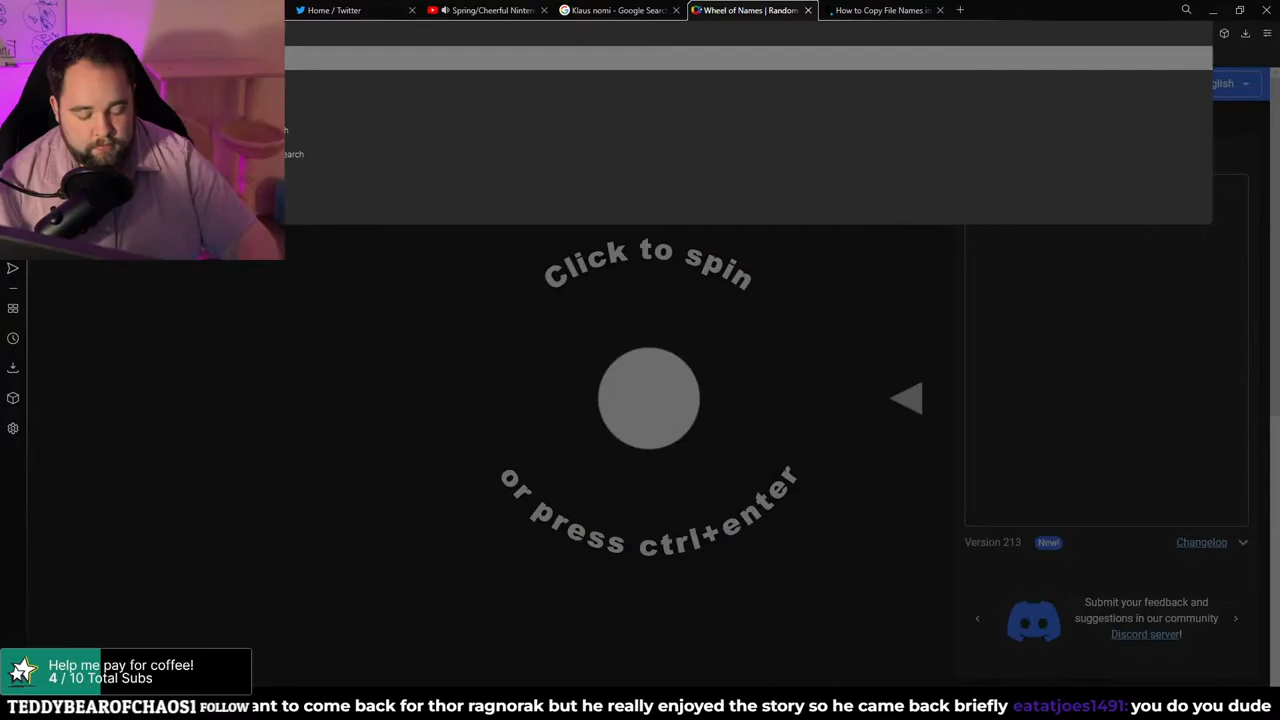 Home / Twitter
Spring/Cheerful Ninten
Klaus nomi - Google Searc
Wheel of Names | Random
How to Copy File Names in
glish
h
earch
Click to spin
or press ctrl+enter
Version 213
New!
Changelog
Submit your feedback and
suggestions in our community
Discord server!
Help me pay for coffee!
4 / 10 Total Subs
TEDDYBEAROFCHAOS1 FOLLOW ant to come back for thor ragnorak but he really enjoyed the story so he came back briefly eatatjoes1491: you do you dude